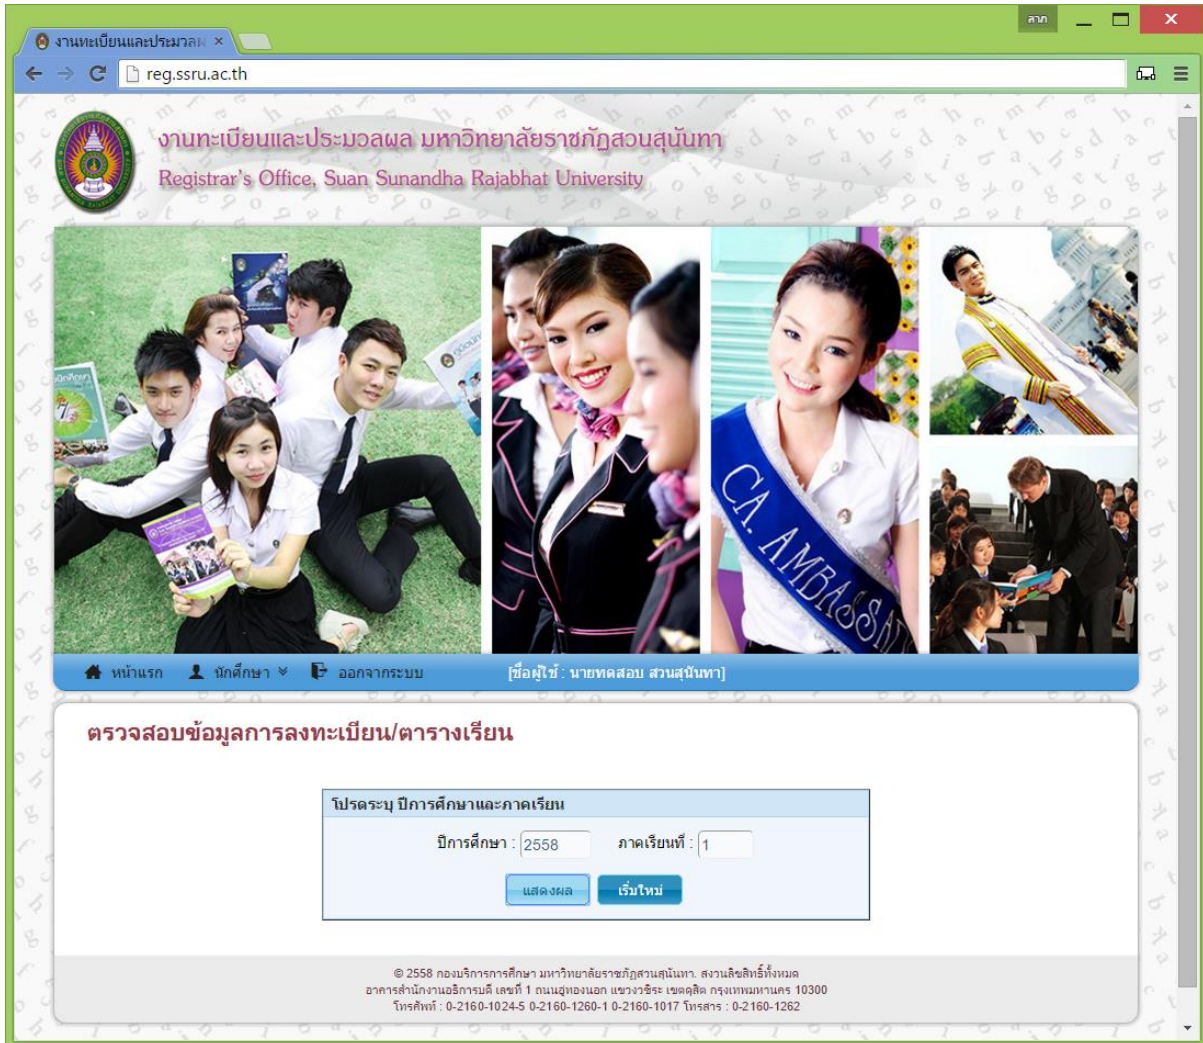 ลาภ
งานทะเบียนและประมวลผ
reg.ssru.ac.th
งานทะเบียนและประมวลผล มหาวิทยาลัยราชภัฏสวนสุนันทา
Registrar's Office, Suan Sunandha Rajabhat University
CA. AMBASSA
หน้าแรก นักศึกษา ออกจากระบบ [ชื่อผู้ใช้ : นายทดสอบ สวนสุนันทา]
ตรวจสอบข้อมูลการลงทะเบียน/ตารางเรียน
โปรดระบุ ปีการศึกษาและภาคเรียน
ปีการศึกษา : 2558 ภาคเรียนที่ : 1
แสดงผล เริ่มใหม่
© 2558 กองบริการการศึกษา มหาวิทยาลัยราชภัฏสวนสุนันทา. สงวนลิขสิทธิ์ทั้งหมด
อาคารสำนักงานอธิการบดี เลขที่ 1 ถนนอู่ทองนอก แขวงวชิระ เขตดุสิต กรุงเทพมหานคร 10300
โทรศัพท์ : 0-2160-1024-5 0-2160-1260-1 0-2160-1017 โทรสาร : 0-2160-1262